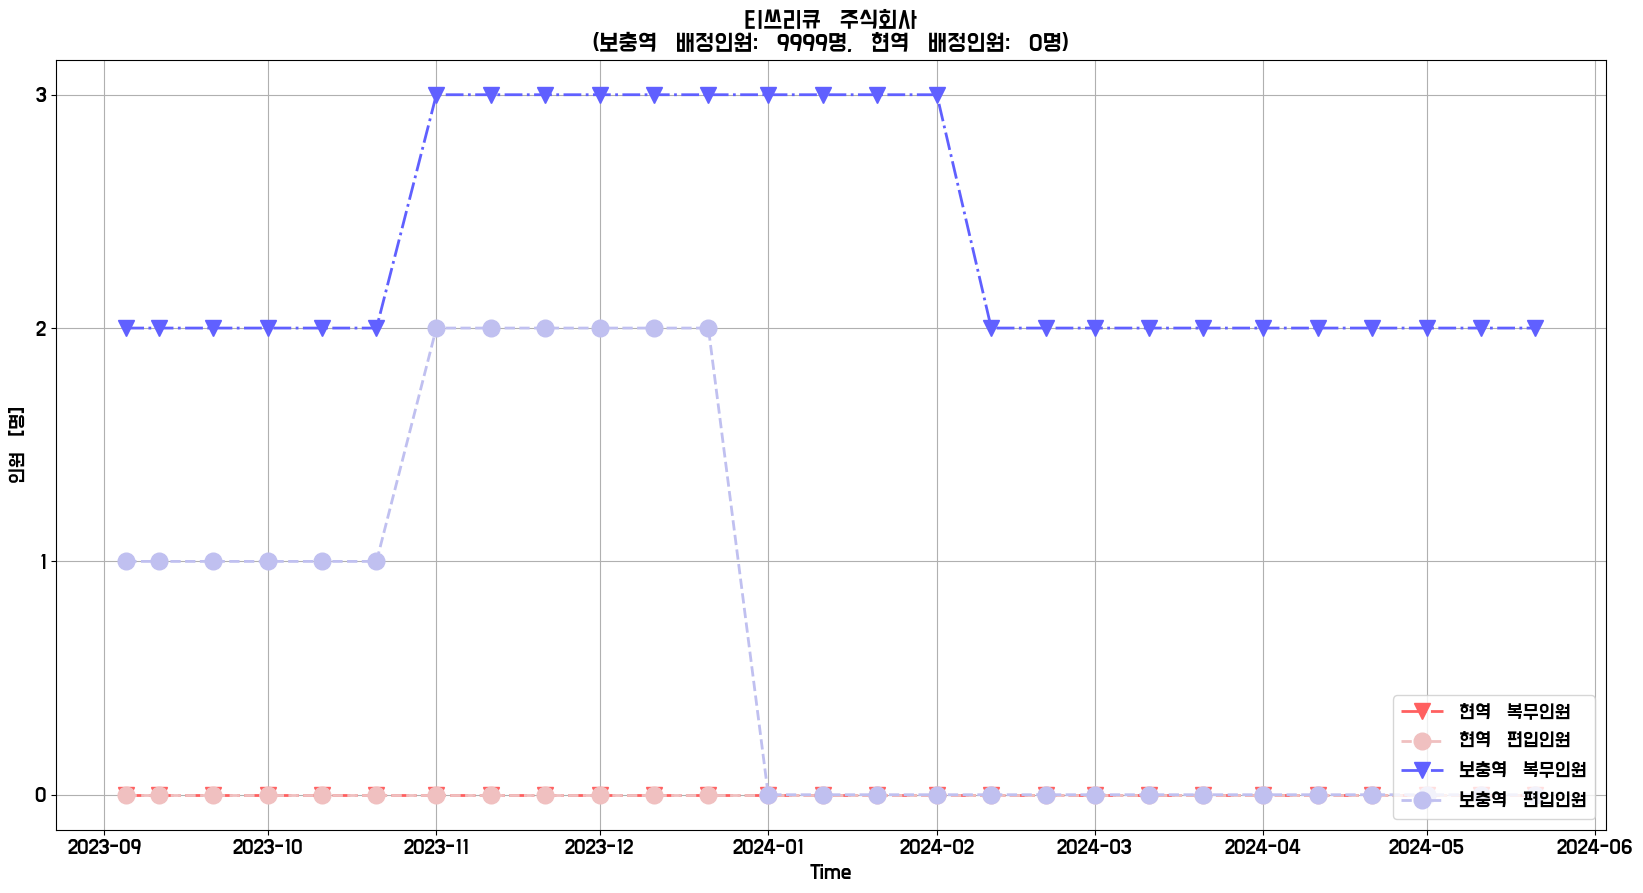 티쓰리큐 주식회사
(보충역 배정인원: 9999명, 현역 배정인원: 0명)
인원 [명]
3
2
1
0
2023-09 2023-10 2023-11 2023-12 2024-01 2024-02 2024-03 2024-04 2024-05 2024-06
Time
현역 복무인원
현역 편입인원
보충역 복무인원
보충역 편입인원